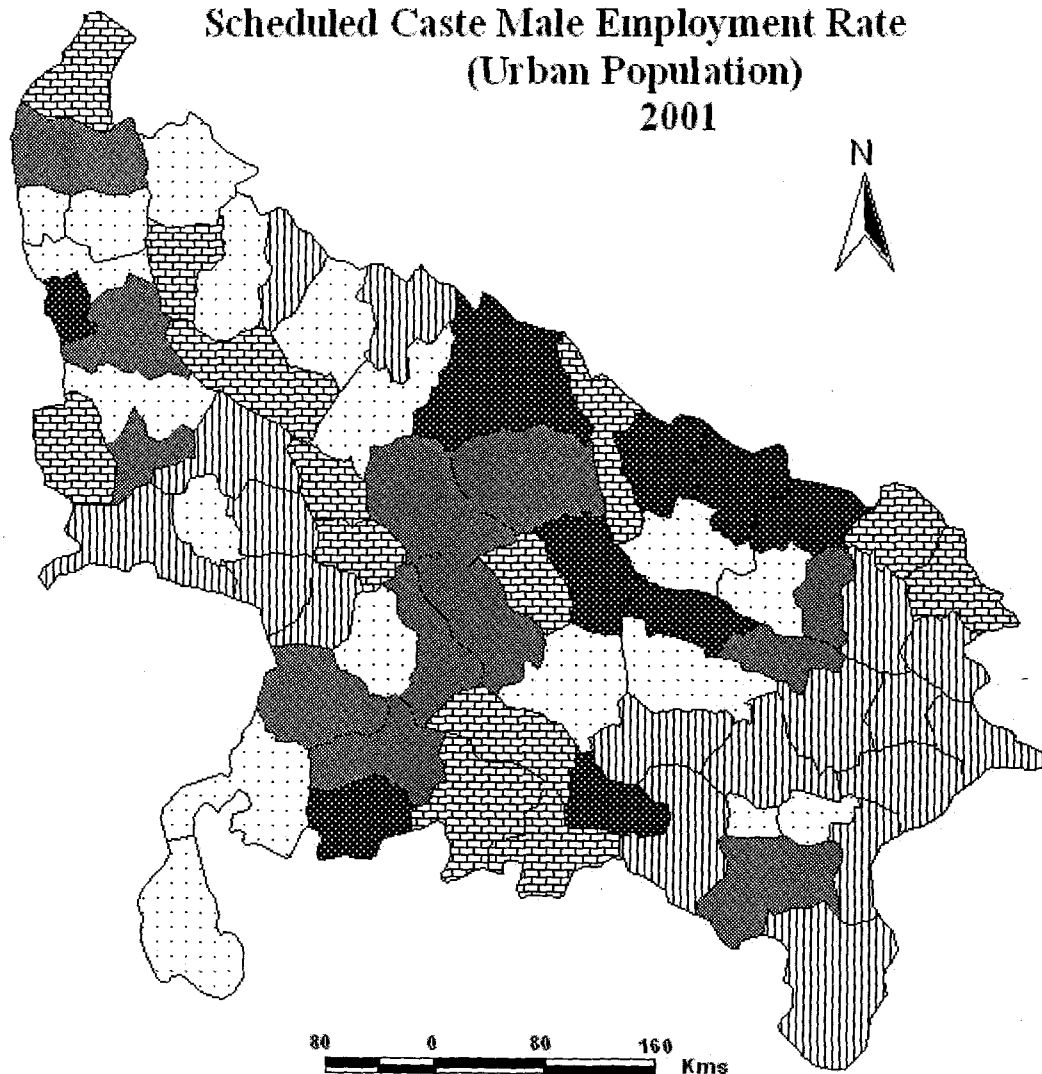 Scheduled Caste Male Employment Rate
(Urban Population)
2001
N
80 0 80 160 Kms